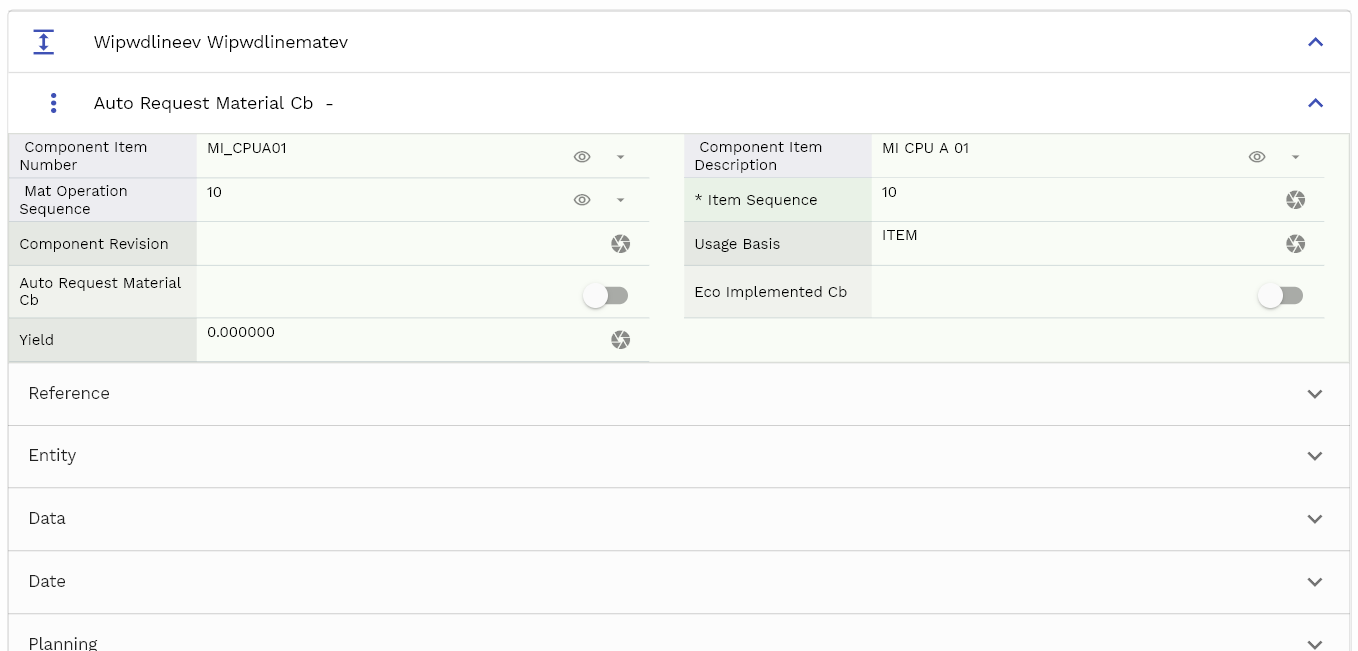 Wipwdlineev Wipwdlinematev
Auto Request Material Cb -
Component Item
Number
MI_CPUA01
Component Item
Description
MI CPU A 01
Mat Operation
Sequence
10
* Item Sequence
10
Component Revision
Usage Basis
ITEM
Auto Request Material
Cb
Eco Implemented Cb
Yield
0.000000
Reference
Entity
Data
Date
Planning